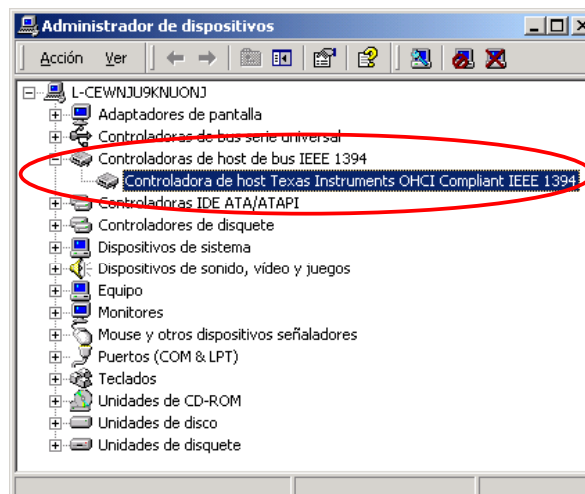 Administrador de dispositivos
Acción Ver
L-CEWNJU9KNUONJ
Adaptadores de pantalla
Controladoras de bus serie universal
Controladoras de host de bus IEEE 1394
Controladora de host Texas Instruments OHCI Compliant IEEE 1394
Controladoras IDE ATA/ATAPI
Controladores de disquete
Dispositivos de sistema
Dispositivos de sonido, vídeo y juegos
Equipo
Monitores
Mouse y otros dispositivos señaladores
Puertos (COM & LPT)
Teclados
Unidades de CD-ROM
Unidades de disco
Unidades de disquete